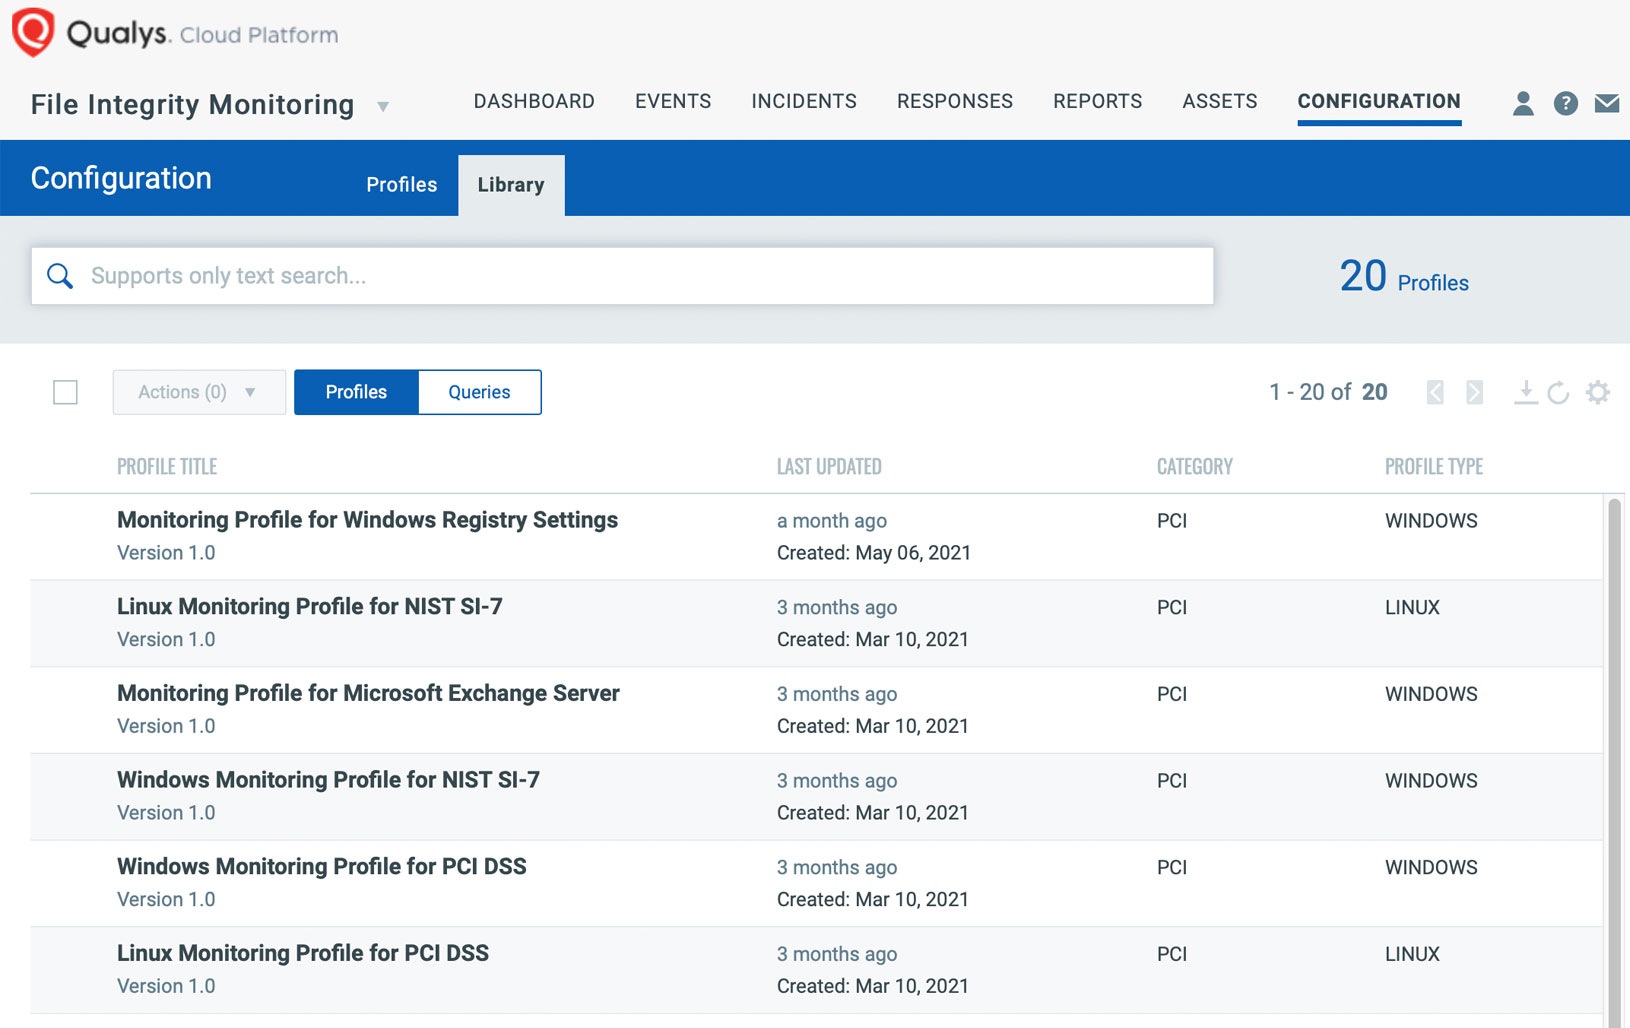 Qualys. Cloud Platform
File Integrity Monitoring
DASHBOARD EVENTS INCIDENTS RESPONSES REPORTS ASSETS CONFIGURATION
?
Configuration Profiles Library
Supports only text search...
20 Profiles
Actions (0) Profiles Queries 1 - 20 of 20
PROFILE TITLE LAST UPDATED CATEGORY PROFILE TYPE
Monitoring Profile for Windows Registry Settings a month ago PCI WINDOWS
Version 1.0 Created: May 06, 2021
Linux Monitoring Profile for NIST SI-7 3 months ago PCI LINUX
Version 1.0 Created: Mar 10, 2021
Monitoring Profile for Microsoft Exchange Server 3 months ago PCI WINDOWS
Version 1.0 Created: Mar 10, 2021
Windows Monitoring Profile for NIST SI-7 3 months ago PCI WINDOWS
Version 1.0 Created: Mar 10, 2021
Windows Monitoring Profile for PCI DSS 3 months ago PCI WINDOWS
Version 1.0 Created: Mar 10, 2021
Linux Monitoring Profile for PCI DSS 3 months ago PCI LINUX
Version 1.0 Created: Mar 10, 2021